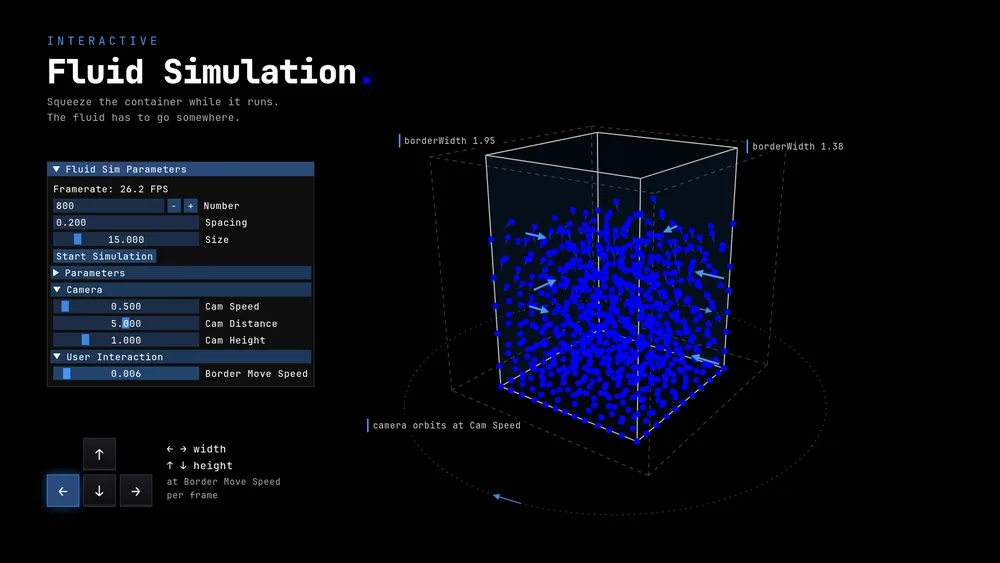 INTERACTIVE
Fluid Simulation.
Squeeze the container while it runs.
The fluid has to go somewhere.
▼ Fluid Sim Parameters
Framerate: 26.2 FPS
800 - + Number
0.200 Spacing
15.000 Size
Start Simulation
▶ Parameters
▼ Camera
0.500 Cam Speed
5.000 Cam Distance
1.000 Cam Height
▼ User Interaction
0.006 Border Move Speed
borderWidth 1.95
borderWidth 1.38
camera orbits at Cam Speed
↑
← ↓ →
← → width
↑ ↓ height
at Border Move Speed
per frame